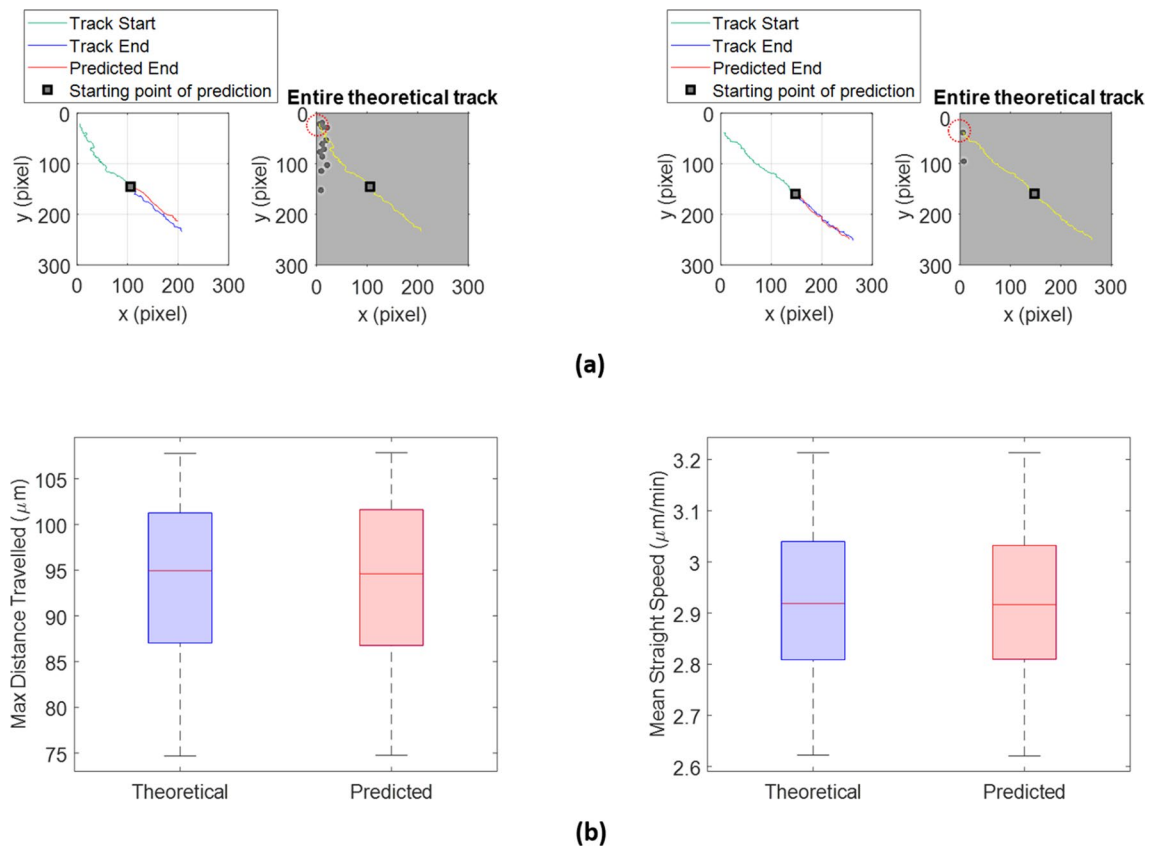 Track Start
Track End
Predicted End
Starting point of prediction
Entire theoretical track
0
100
200
300
y (pixel)
0 100 200 300
x (pixel)
0
100
200
300
y (pixel)
0 100 200 300
x (pixel)
Track Start
Track End
Predicted End
Starting point of prediction
Entire theoretical track
0
100
200
300
y (pixel)
0 100 200 300
x (pixel)
0
100
200
300
y (pixel)
0 100 200 300
x (pixel)
(a)
Max Distance Travelled (μm)
105
100
95
90
85
80
75
Theoretical Predicted
Mean Straight Speed (μm/min)
3.2
3.1
3
2.9
2.8
2.7
2.6
Theoretical Predicted
(b)